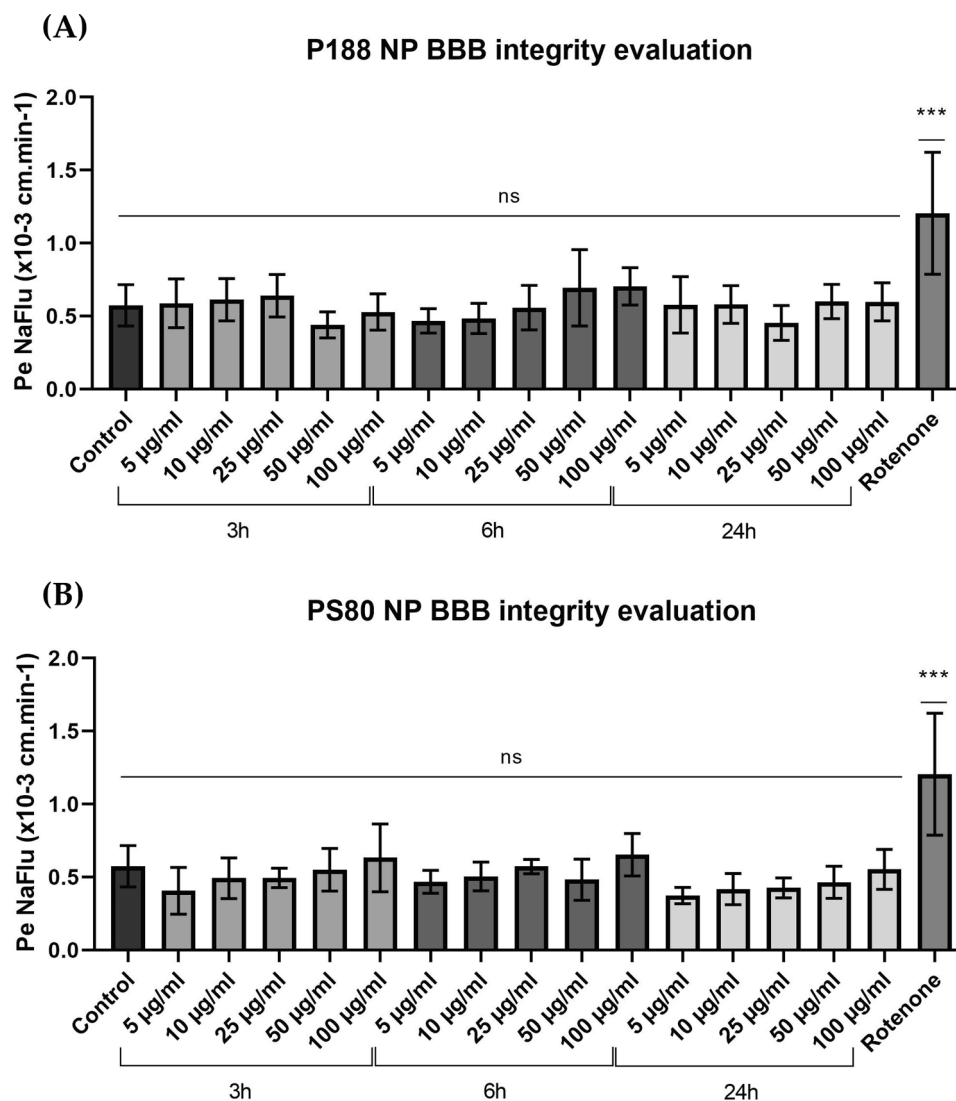 (A)
P188 NP BBB integrity evaluation
Pe NaFlu (x10-3 cm.min-1)
2.0
1.5
1.0
0.5
0.0
ns
***
Control
5 µg/ml
10 µg/ml
25 µg/ml
50 µg/ml
100 µg/ml
5 µg/ml
10 µg/ml
25 µg/ml
50 µg/ml
100 µg/ml
5 µg/ml
10 µg/ml
25 µg/ml
50 µg/ml
100 µg/ml
Rotenone
3h
6h
24h
(B)
PS80 NP BBB integrity evaluation
Pe NaFlu (x10-3 cm.min-1)
2.0
1.5
1.0
0.5
0.0
ns
***
Control
5 µg/ml
10 µg/ml
25 µg/ml
50 µg/ml
100 µg/ml
5 µg/ml
10 µg/ml
25 µg/ml
50 µg/ml
100 µg/ml
5 µg/ml
10 µg/ml
25 µg/ml
50 µg/ml
100 µg/ml
Rotenone
3h
6h
24h